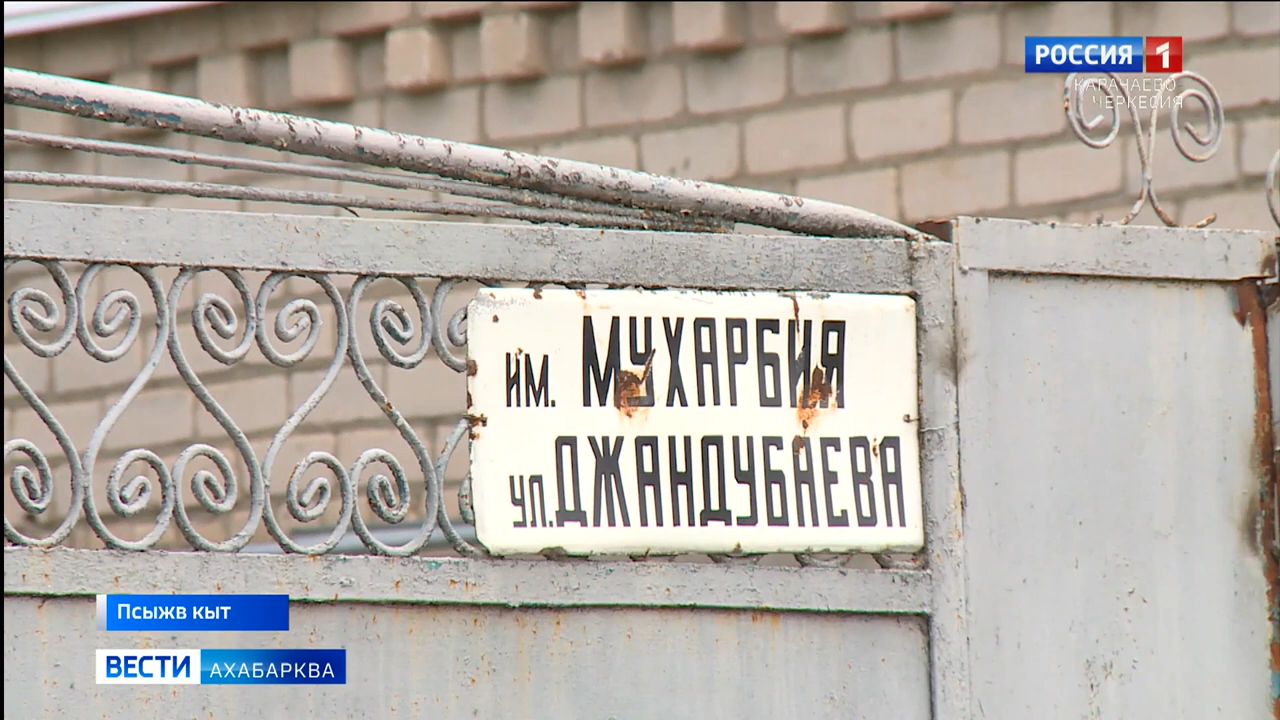 РОССИЯ 1
КАРАЧАЕВО
ЧЕРКЕСИЯ
им. МУХАРБИЯ
ул. ДЖАНДУБАЕВА
Псыжв кыт
ВЕСТИ АХАБАРКВА